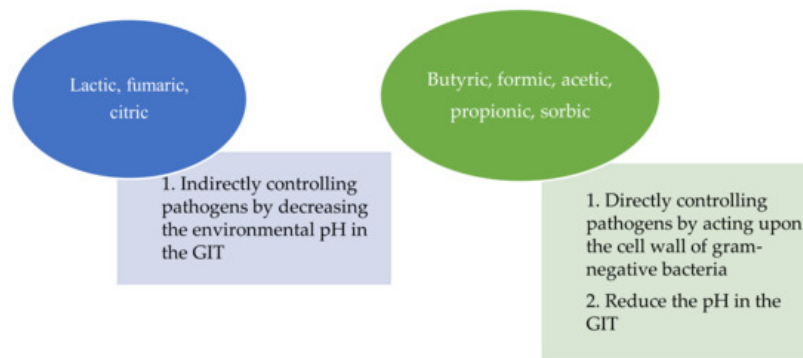 Lactic, fumaric,
citric
1. Indirectly controlling
pathogens by decreasing
the environmental pH in
the GIT
Butyric, formic, acetic,
propionic, sorbic
1. Directly controlling
pathogens by acting upon
the cell wall of gram-
negative bacteria
2. Reduce the pH in the
GIT